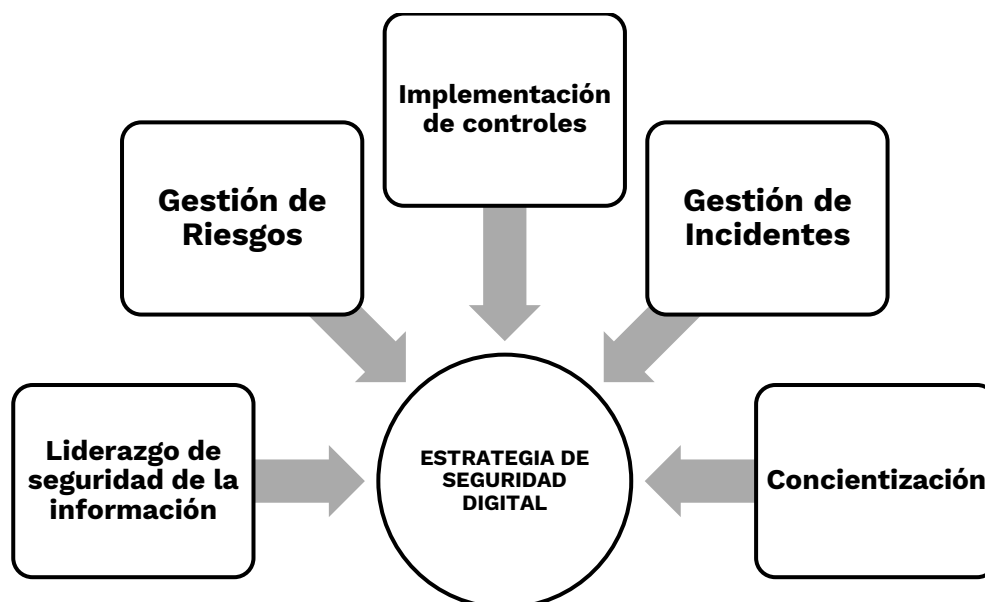 Implementación
de controles
Gestión de
Riesgos
Gestión de
Incidentes
Liderazgo de
seguridad de la
información
ESTRATEGIA DE
SEGURIDAD
DIGITAL
Concientización